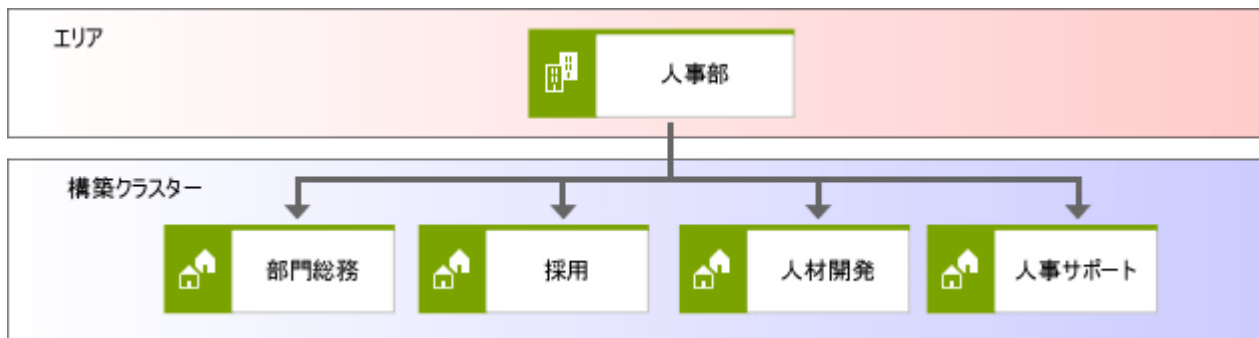 エリア
人事部
構築クラスター
部門総務
採用
人材開発
人事サポート